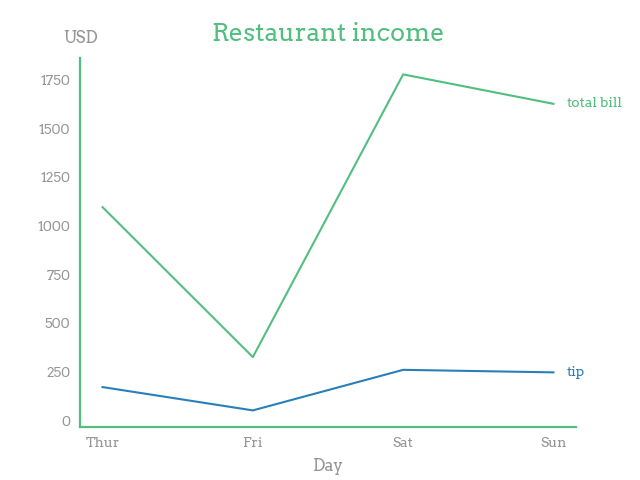 Restaurant income
USD
1750
1500
1250
1000
750
500
250
0
total bill
tip
Thur Fri Sat Sun
Day